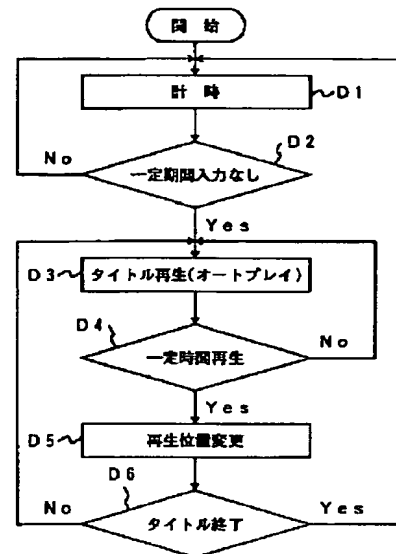 開始
計時
D1
D2
No
一定期間入力なし
Yes
D3
タイトル再生(オートプレイ)
D4
No
一定時間再生
Yes
D5
再生位置変更
D6
No
Yes
タイトル終了